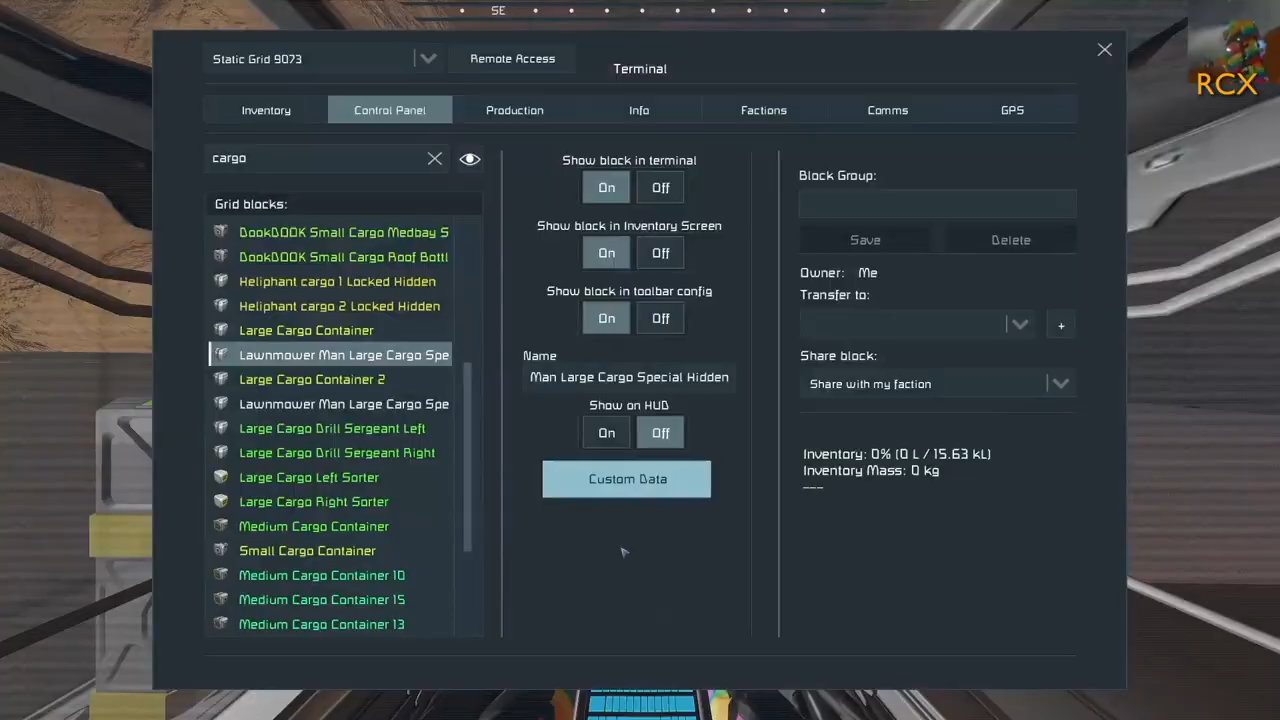 SE
RCX
Static Grid 9073
Remote Access
Terminal
Inventory
Control Panel
Production
Info
Factions
Comms
GPS
cargo
Grid blocks:
DookDOOK Small Cargo Medbay S
DookDOOK Small Cargo Roof Bottl
Heliphant cargo 1 Locked Hidden
Heliphant cargo 2 Locked Hidden
Large Cargo Container
Lawnmower Man Large Cargo Spe
Large Cargo Container 2
Lawnmower Man Large Cargo Spe
Large Cargo Drill Sergeant Left
Large Cargo Drill Sergeant Right
Large Cargo Left Sorter
Large Cargo Right Sorter
Medium Cargo Container
Small Cargo Container
Medium Cargo Container 10
Medium Cargo Container 15
Medium Cargo Container 13
Show block in terminal
On Off
Show block in Inventory Screen
On Off
Show block in toolbar config
On Off
Name
Man Large Cargo Special Hidden
Show on HUD
On Off
Custom Data
Block Group:
Save Delete
Owner: Me
Transfer to:
+
Share block:
Share with my faction
Inventory: 0% (0 L / 15.63 kL)
Inventory Mass: 0 kg
---